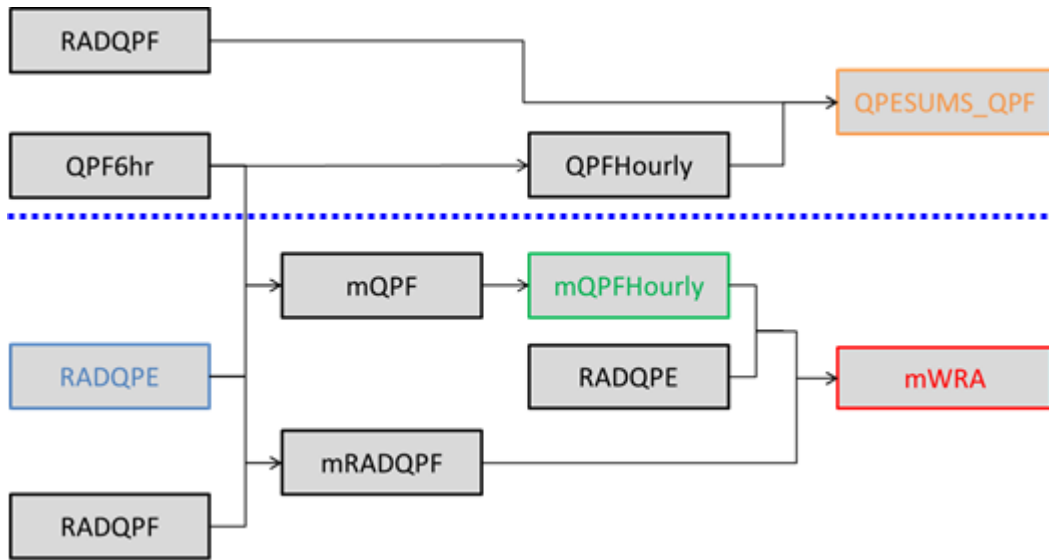 RADQPF
QPESUMS_QPF
QPF6hr
QPFHourly
mQPF
mQPFHourly
RADQPE
RADQPE
mWRA
mRADQPF
RADQPF